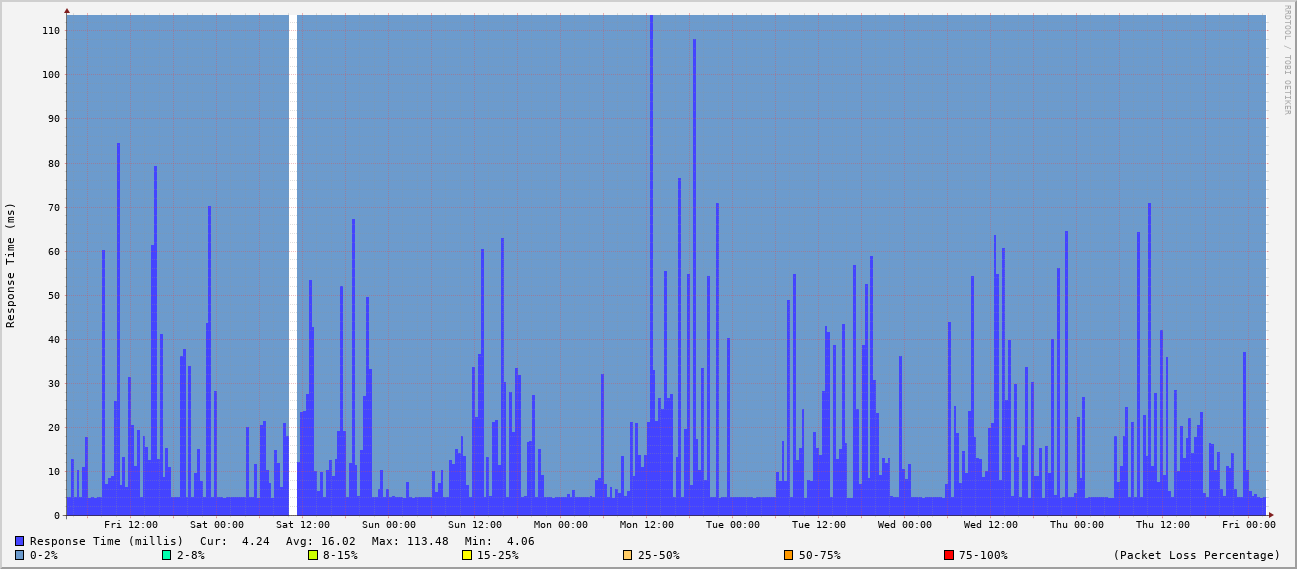 RRDTOOL / TOBI OETIKER
Response Time (ms)
110
100
90
80
70
60
50
40
30
20
10
0
Fri 12:00 Sat 00:00 Sat 12:00 Sun 00:00 Sun 12:00 Mon 00:00 Mon 12:00 Tue 00:00 Tue 12:00 Wed 00:00 Wed 12:00 Thu 00:00 Thu 12:00 Fri 00:00
Response Time (millis) Cur: 4.24 Avg: 16.02 Max: 113.48 Min: 4.06
0-2% 2-8% 8-15% 15-25% 25-50% 50-75% 75-100% (Packet Loss Percentage)